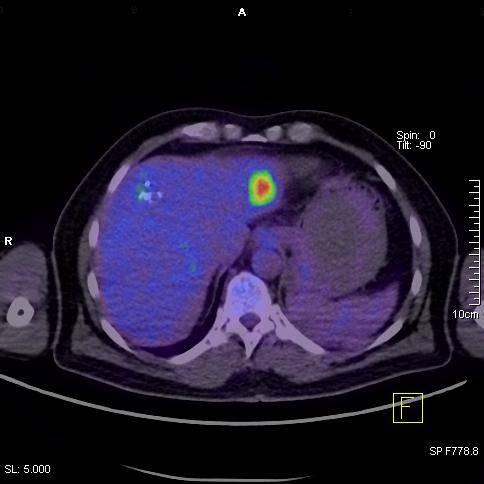 A
Spin: 0
Tilt: -90
R
10cm
F
SP F778.8
SL: 5.000